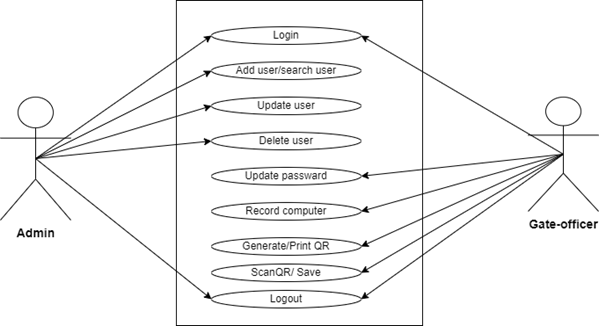 Login
Add user/search user
Update user
Delete user
Update passward
Record computer
Generate/Print QR
ScanQR/ Save
Logout
Admin
Gate-officer